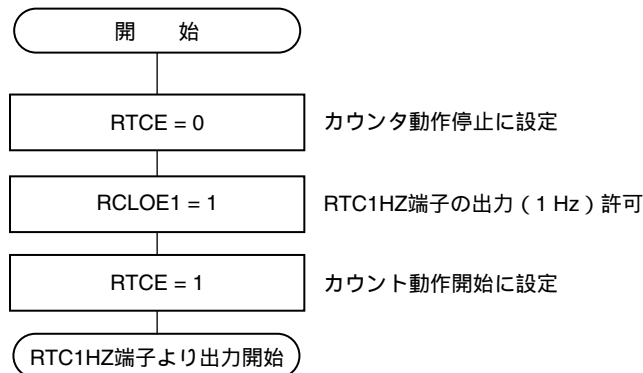 開　始
RTCE = 0　カウンタ動作停止に設定
RCLOE1 = 1　RTC1HZ端子の出力（1 Hz）許可
RTCE = 1　カウント動作開始に設定
RTC1HZ端子より出力開始